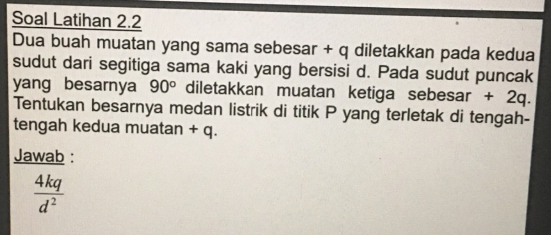 Soal Latihan 2.2
Dua buah muatan yang sama sebesar + q diletakkan pada kedua
sudut dari segitiga sama kaki yang bersisi d. Pada sudut puncak
yang besarnya 90° diletakkan muatan ketiga sebesar + 2q.
Tentukan besarnya medan listrik di titik P yang terletak di tengah-
tengah kedua muatan + q.
Jawab :
4kq
d²